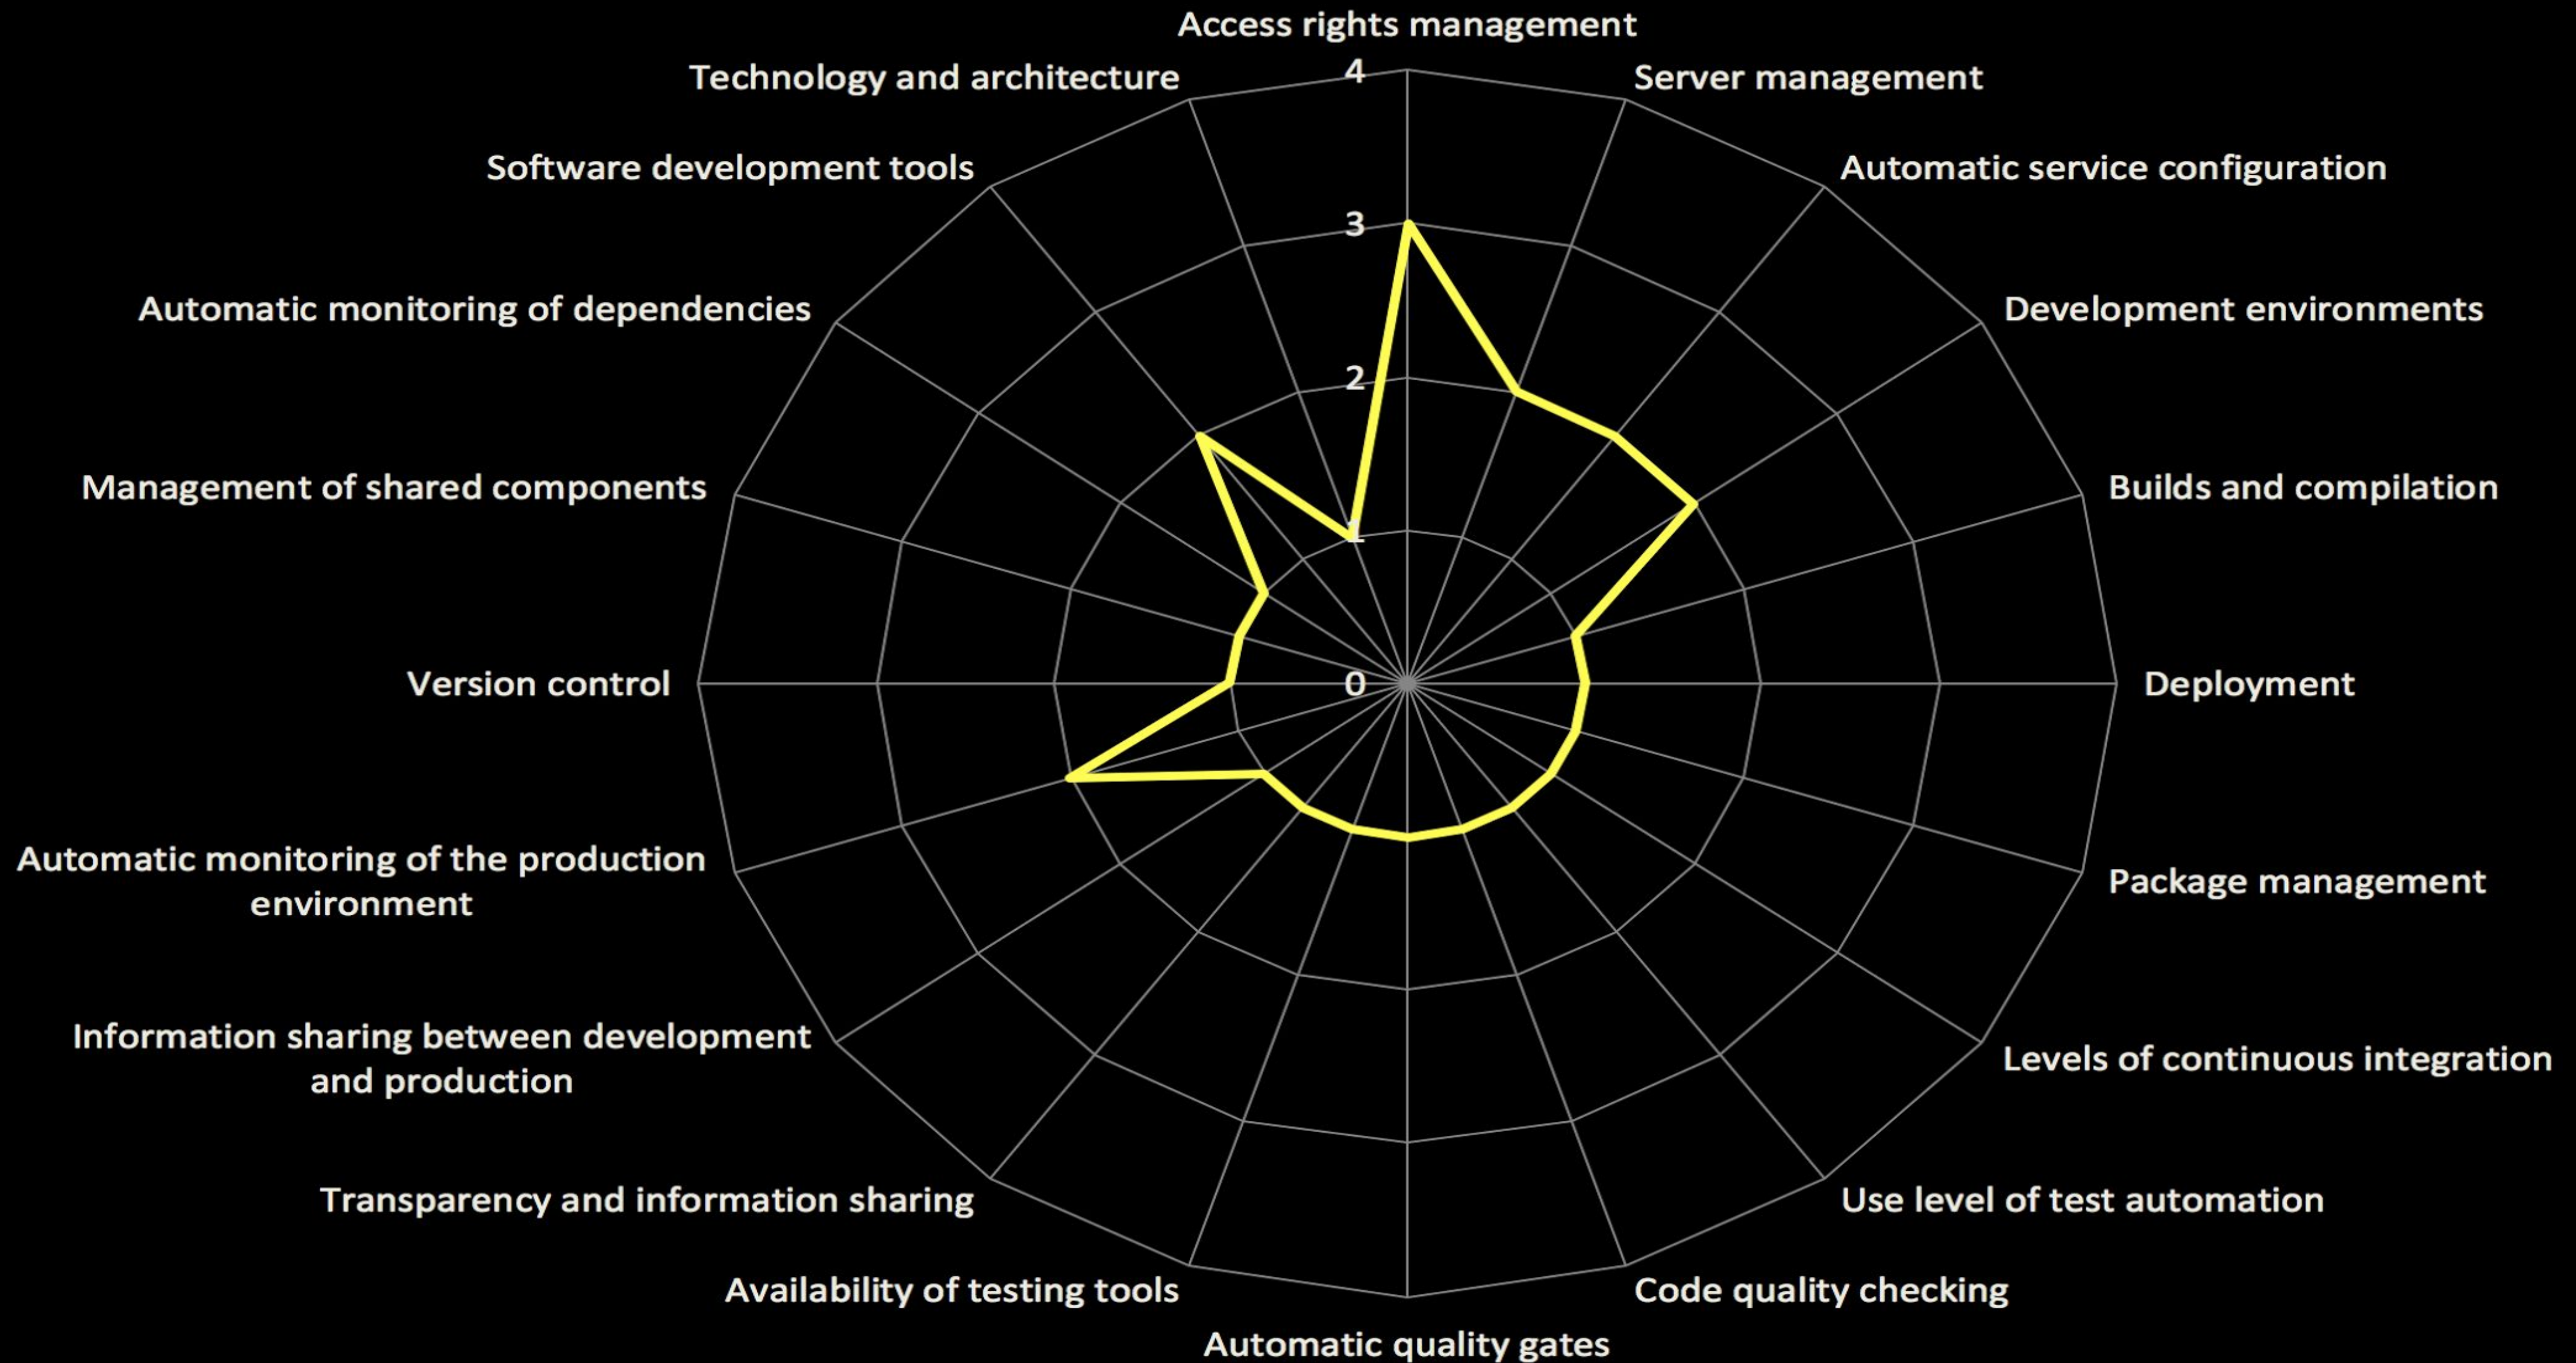 Access rights management
4
Technology and architecture
Server management
Software development tools
Automatic service configuration
3
Automatic monitoring of dependencies
Development environments
2
Management of shared components
Builds and compilation
1
Version control
0
Deployment
Automatic monitoring of the production
environment
Package management
Information sharing between development
and production
Levels of continuous integration
Transparency and information sharing
Use level of test automation
Availability of testing tools
Code quality checking
Automatic quality gates